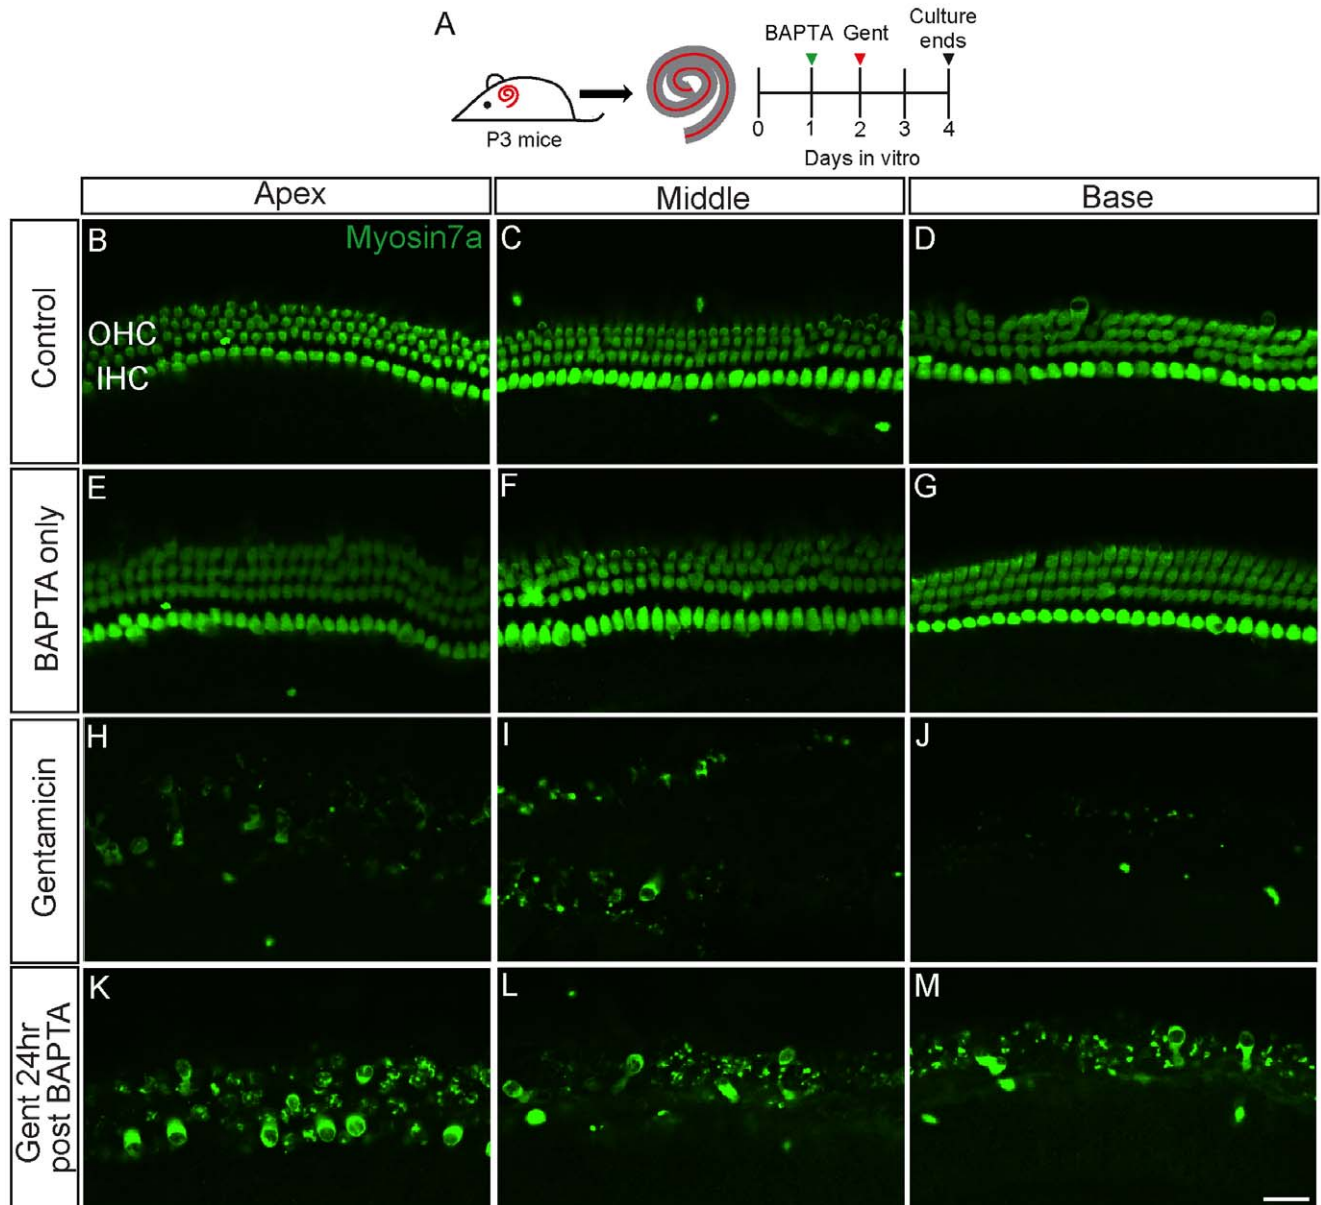 A
BAPTA Gent
Culture
ends
P3 mice
0 1 2 3 4
Days in vitro
Apex Middle Base
Control
B Myosin7a C D
OHC
IHC
BAPTA only
E F G
Gentamicin
H I J
Gent 24hr
post BAPTA
K L M